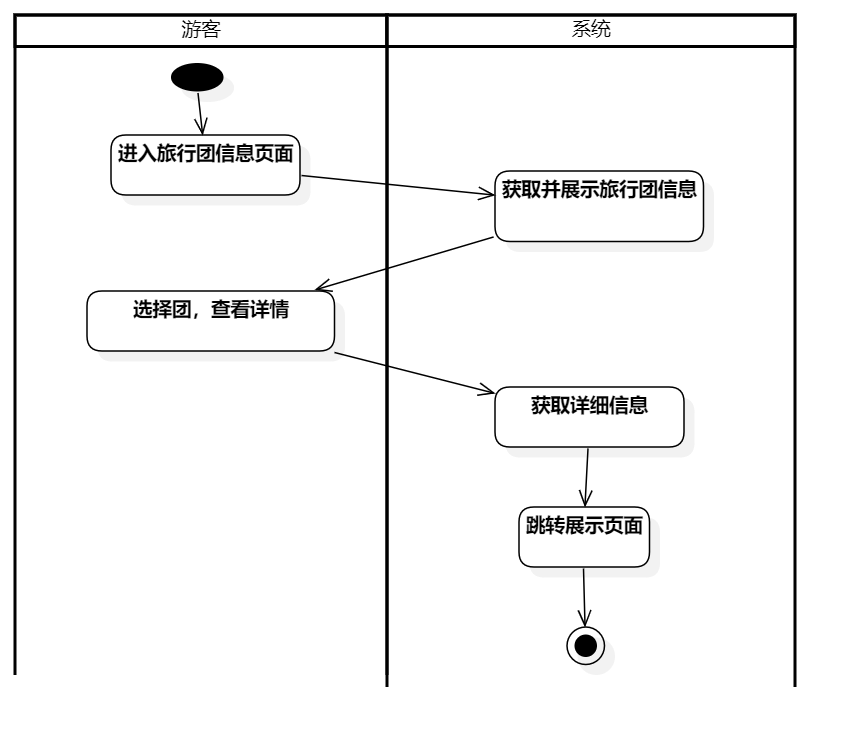 游客
系统
进入旅行团信息页面
获取并展示旅行团信息
选择团，查看详情
获取详细信息
跳转展示页面